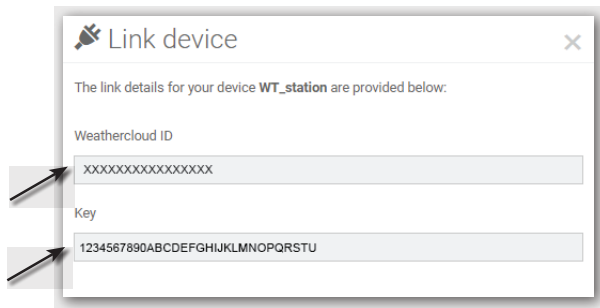 Link device
The link details for your device WT_station are provided below:
Weathercloud ID
XXXXXXXXXXXXXXXX
Key
1234567890ABCDEFGHIJKLMNOPQRSTU